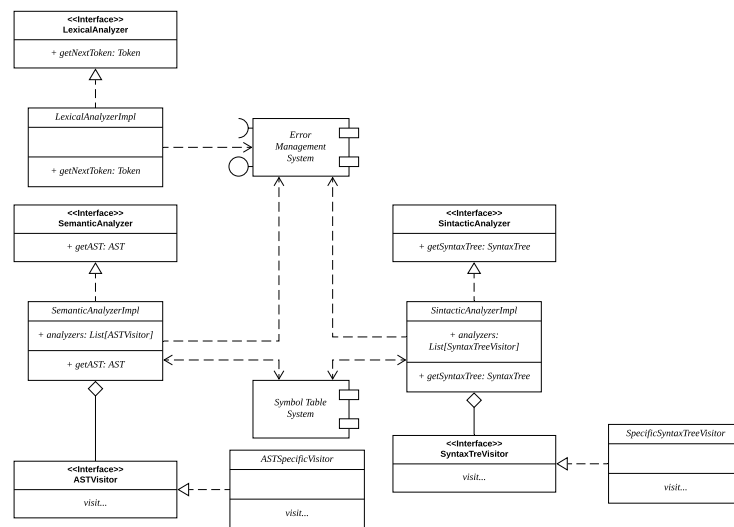 <<Interface>>
LexicalAnalyzer
+ getNextToken: Token
LexicalAnalyzerImpl
+ getNextToken: Token
Error
Management
System
<<Interface>>
SemanticAnalyzer
+ getAST: AST
<<Interface>>
SintacticAnalyzer
+ getSyntaxTree: SyntaxTree
SemanticAnalyzerImpl
+ analyzers: List[ASTVisitor]
+ getAST: AST
SintacticAnalyzerImpl
+ analyzers:
List[SyntaxTreeVisitor]
+ getSyntaxTree: SyntaxTree
Symbol Table
System
<<Interface>>
ASTVisitor
visit...
ASTSpecificVisitor
visit...
<<Interface>>
SyntaxTreVisitor
visit...
SpecificSyntaxTreeVisitor
visit...